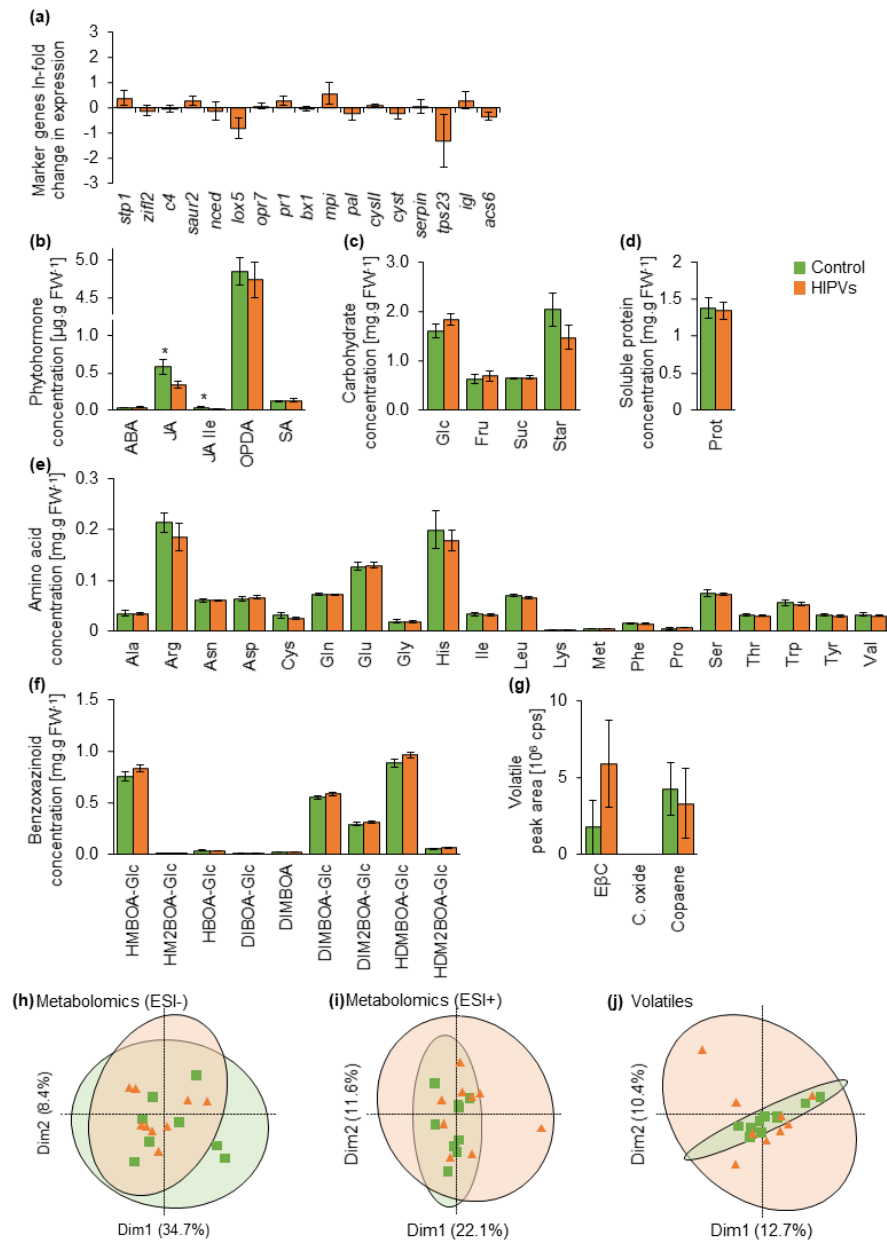 (a)
Marker genes ln-fold
change in expression
3
2
1
0
-1
-2
-3
stp1
zifl2
c4
saur2
nced
lox5
opr7
pr1
bx1
mpi
pal
cysII
cyst
serpin
tps23
igl
acs6
(b)
Phytohormone
concentration [µg.g FW-1]
5.0
4.5
1.0
0.5
0.0
*
*
ABA
JA
JA Ile
OPDA
SA
(c)
Carbohydrate
concentration [mg.g FW-1]
3.0
2.0
1.0
0.0
Glc
Fru
Suc
Star
(d)
Soluble protein
concentration [mg.g FW-1]
2
1.5
1
0.5
0
Prot
Control
HIPVs
(e)
Amino acid
concentration [mg.g FW-1]
0.3
0.2
0.1
0
Ala
Arg
Asn
Asp
Cys
Gln
Glu
Gly
His
Ile
Leu
Lys
Met
Phe
Pro
Ser
Thr
Trp
Tyr
Val
(f)
Benzoxazinoid
concentration [mg.g FW-1]
1.5
1.0
0.5
0.0
HMBOA-Glc
HM2BOA-Glc
HBOA-Glc
DIBOA-Glc
DIMBOA
DIMBOA-Glc
DIM2BOA-Glc
HDMBOA-Glc
HDM2BOA-Glc
(g)
Volatile
peak area [10⁶ cps]
10
5
0
EβC
C. oxide
Copaene
(h) Metabolomics (ESI-)
Dim2 (8.4%)
Dim1 (34.7%)
(i) Metabolomics (ESI+)
Dim2 (11.6%)
Dim1 (22.1%)
(j) Volatiles
Dim2 (10.4%)
Dim1 (12.7%)